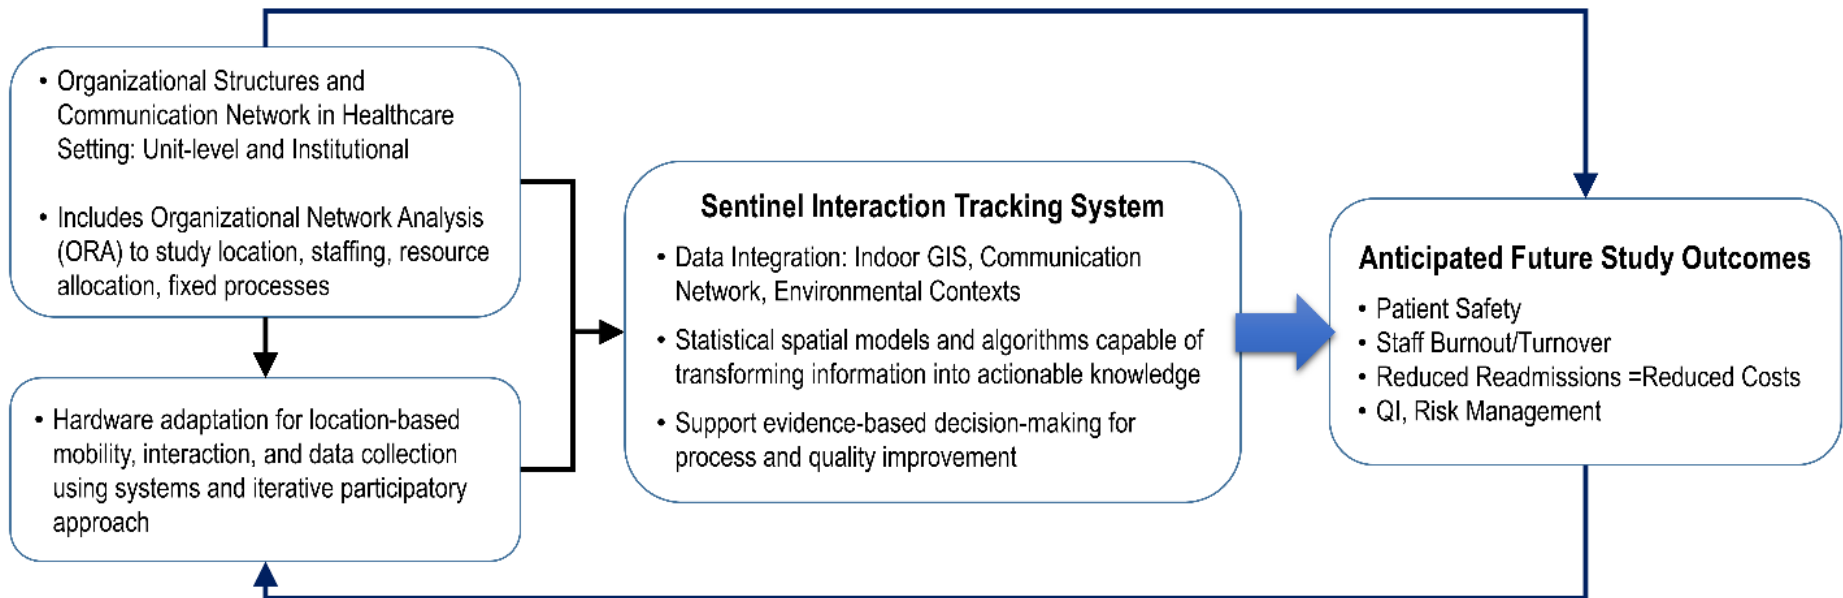 • Organizational Structures and
Communication Network in Healthcare
Setting: Unit-level and Institutional
• Includes Organizational Network Analysis
(ORA) to study location, staffing, resource
allocation, fixed processes
• Hardware adaptation for location-based
mobility, interaction, and data collection
using systems and iterative participatory
approach
Sentinel Interaction Tracking System
• Data Integration: Indoor GIS, Communication
Network, Environmental Contexts
• Statistical spatial models and algorithms capable of
transforming information into actionable knowledge
• Support evidence-based decision-making for
process and quality improvement
Anticipated Future Study Outcomes
• Patient Safety
• Staff Burnout/Turnover
• Reduced Readmissions =Reduced Costs
• QI, Risk Management